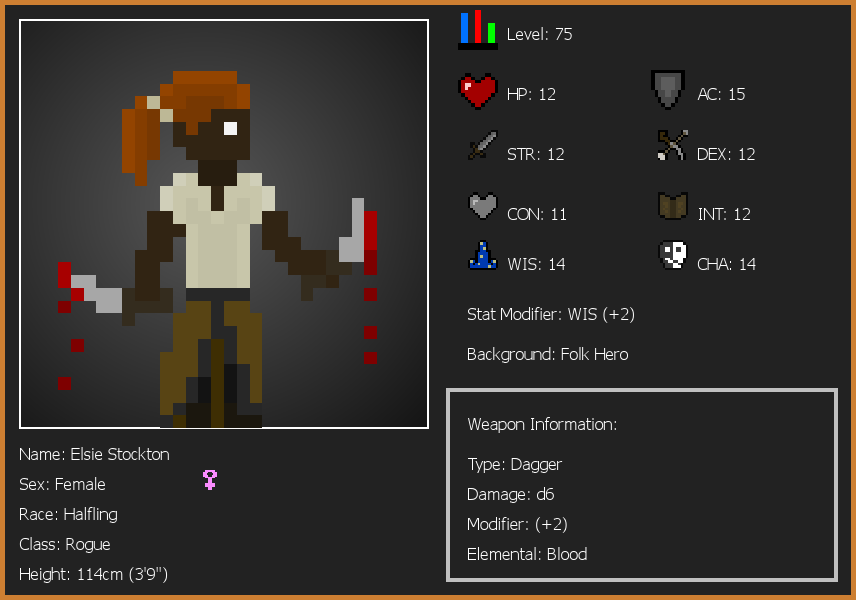 Level: 75
HP: 12
AC: 15
STR: 12
DEX: 12
CON: 11
INT: 12
WIS: 14
CHA: 14
Stat Modifier: WIS (+2)
Background: Folk Hero
Weapon Information:
Type: Dagger
Damage: d6
Modifier: (+2)
Elemental: Blood
Name: Elsie Stockton
Sex: Female
Race: Halfling
Class: Rogue
Height: 114cm (3'9")